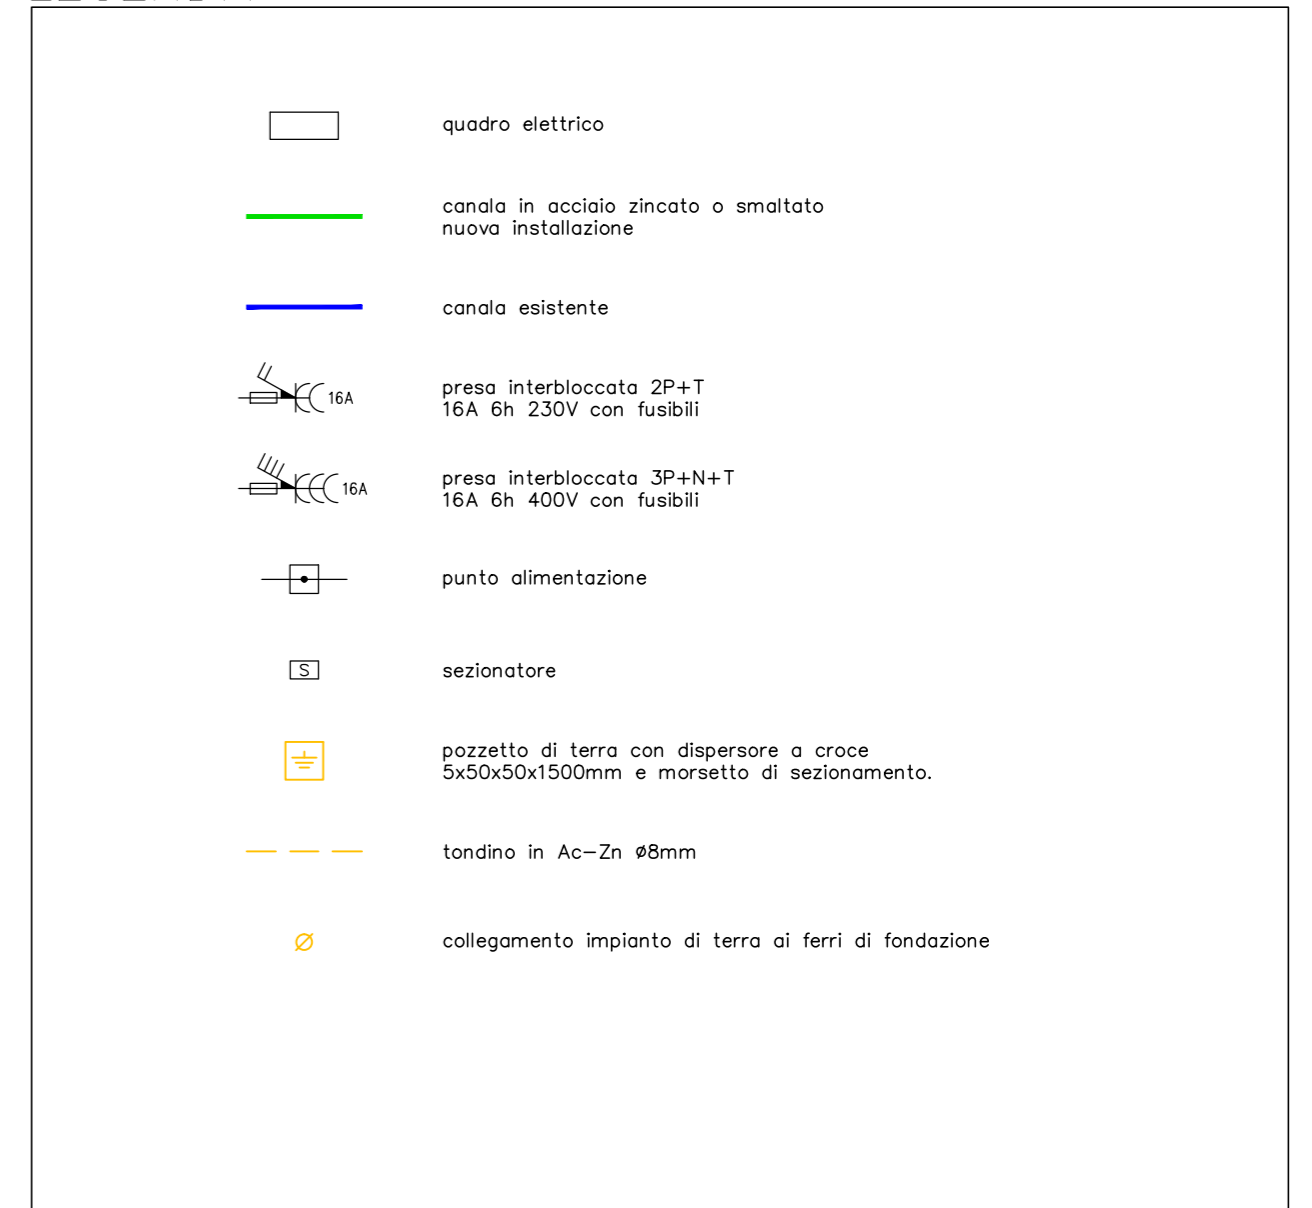 quadro elettrico
canala in acciaio zincato o smaltato
nuova installazione
canala esistente
16A
presa interbloccata 2P+T
16A 6h 230V con fusibili
16A
presa interbloccata 3P+N+T
16A 6h 400V con fusibili
punto alimentazione
S
sezionatore
pozzetto di terra con dispersore a croce
5x50x50x1500mm e morsetto di sezionamento.
tondino in Ac-Zn ø8mm
collegamento impianto di terra ai ferri di fondazione